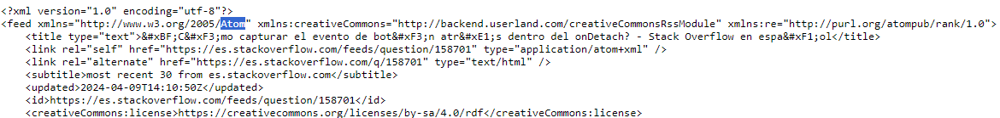 <?xml version="1.0" encoding="utf-8"?>
<feed xmlns="http://www.w3.org/2005/Atom" xmlns:creativeCommons="http://backend.userland.com/creativeCommonsRssModule" xmlns:re="http://purl.org/atompub/rank/1.0">
<title type="text">&#xBF;C&#xF3;mo capturar el evento de bot&#xF3;n atr&#xE1;s dentro del onDetach? - Stack Overflow en espa&#xF1;ol</title>
<link rel="self" href="https://es.stackoverflow.com/feeds/question/158701" type="application/atom+xml" />
<link rel="alternate" href="https://es.stackoverflow.com/q/158701" type="text/html" />
<subtitle>most recent 30 from es.stackoverflow.com</subtitle>
<updated>2024-04-09T14:10:50Z</updated>
<id>https://es.stackoverflow.com/feeds/question/158701</id>
<creativeCommons:license>https://creativecommons.org/licenses/by-sa/4.0/rdf</creativeCommons:license>